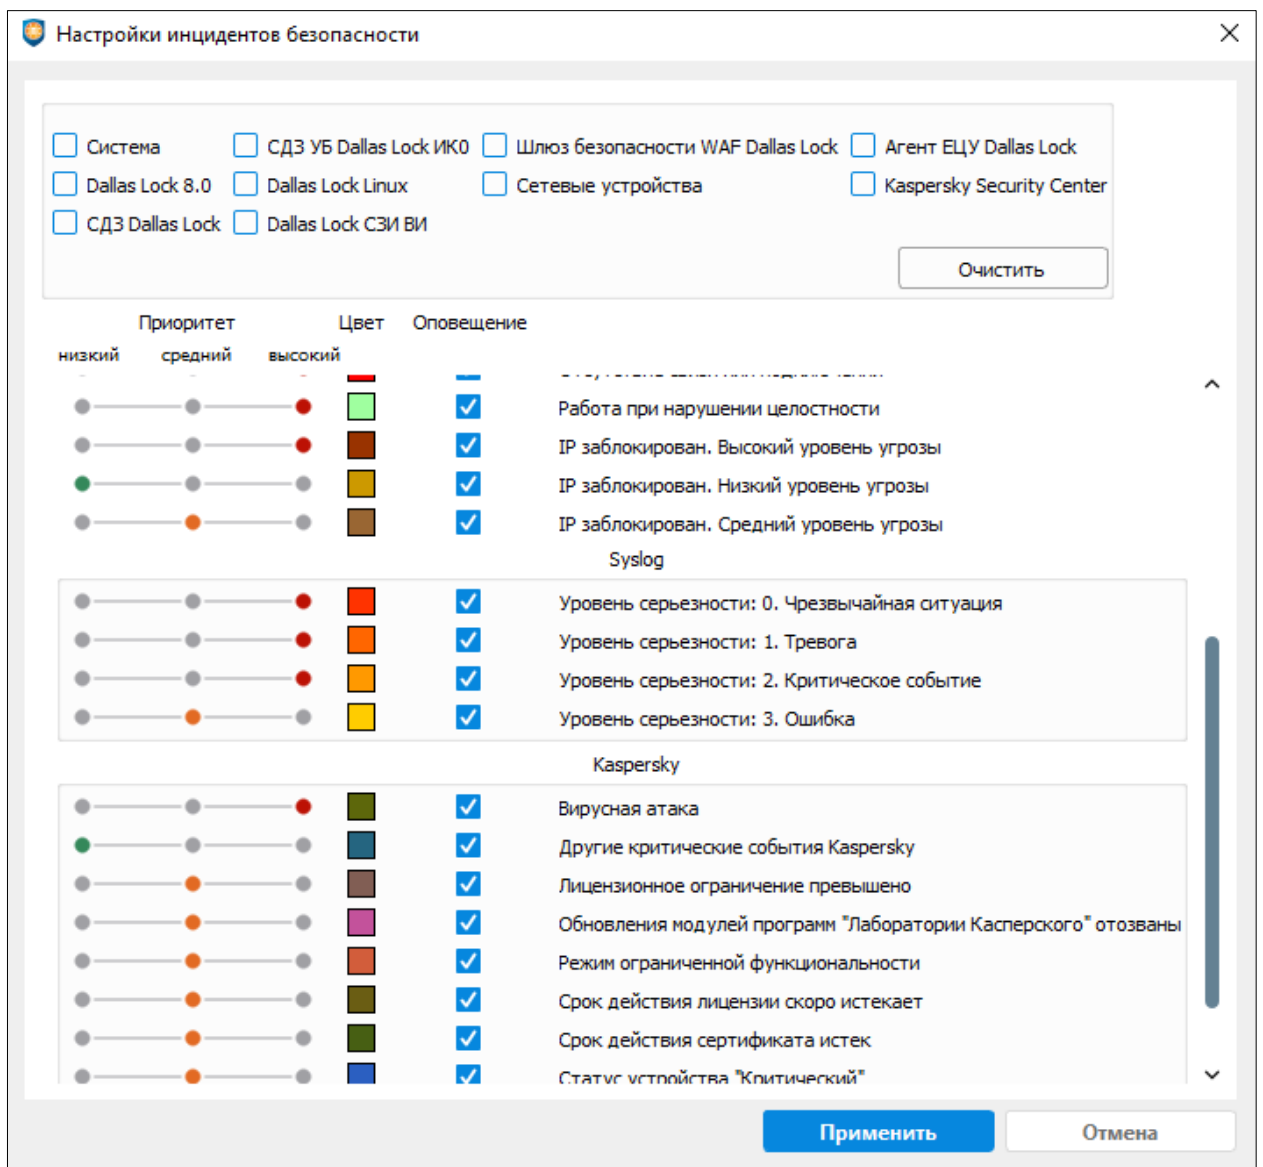 Настройки инцидентов безопасности
Система
СДЗ УБ Dallas Lock ИК0
Шлюз безопасности WAF Dallas Lock
Агент ЕЦУ Dallas Lock
Dallas Lock 8.0
Dallas Lock Linux
Сетевые устройства
Kaspersky Security Center
СДЗ Dallas Lock
Dallas Lock СЗИ ВИ
Очистить
Приоритет
Цвет
Оповещение
низкий
средний
высокий
Работа при нарушении целостности
IP заблокирован. Высокий уровень угрозы
IP заблокирован. Низкий уровень угрозы
IP заблокирован. Средний уровень угрозы
Syslog
Уровень серьезности: 0. Чрезвычайная ситуация
Уровень серьезности: 1. Тревога
Уровень серьезности: 2. Критическое событие
Уровень серьезности: 3. Ошибка
Kaspersky
Вирусная атака
Другие критические события Kaspersky
Лицензионное ограничение превышено
Обновления модулей программ "Лаборатории Касперского" отозваны
Режим ограниченной функциональности
Срок действия лицензии скоро истекает
Срок действия сертификата истек
Статус устройства "Критический"
Применить
Отмена